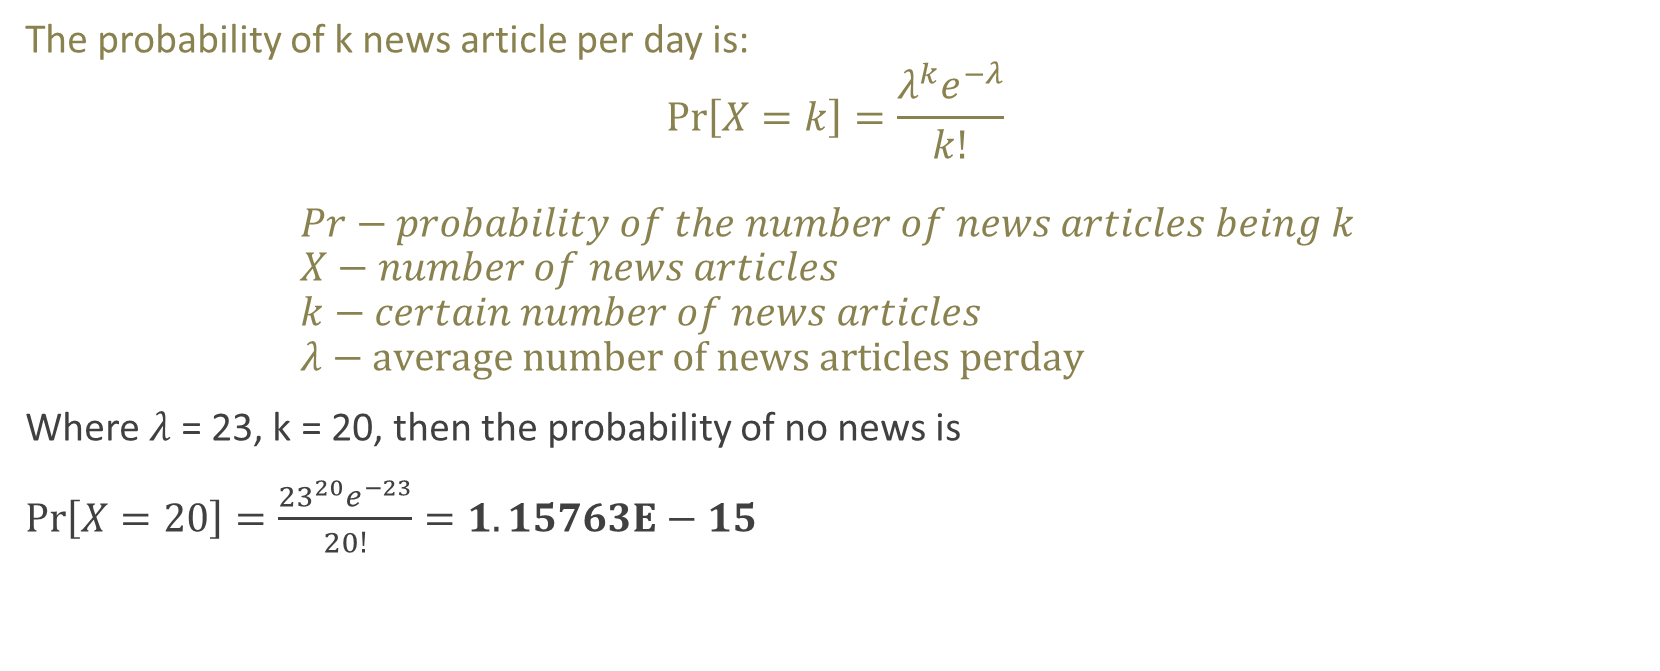 The probability of k news article per day is:
Pr[X = k] = λ^k e^−λ / k!
Pr − probability of the number of news articles being k
X − number of news articles
k − certain number of news articles
λ − average number of news articles perday
Where λ = 23, k = 20, then the probability of no news is
Pr[X = 20] = 23^20 e^−23 / 20! = 1.15763E − 15